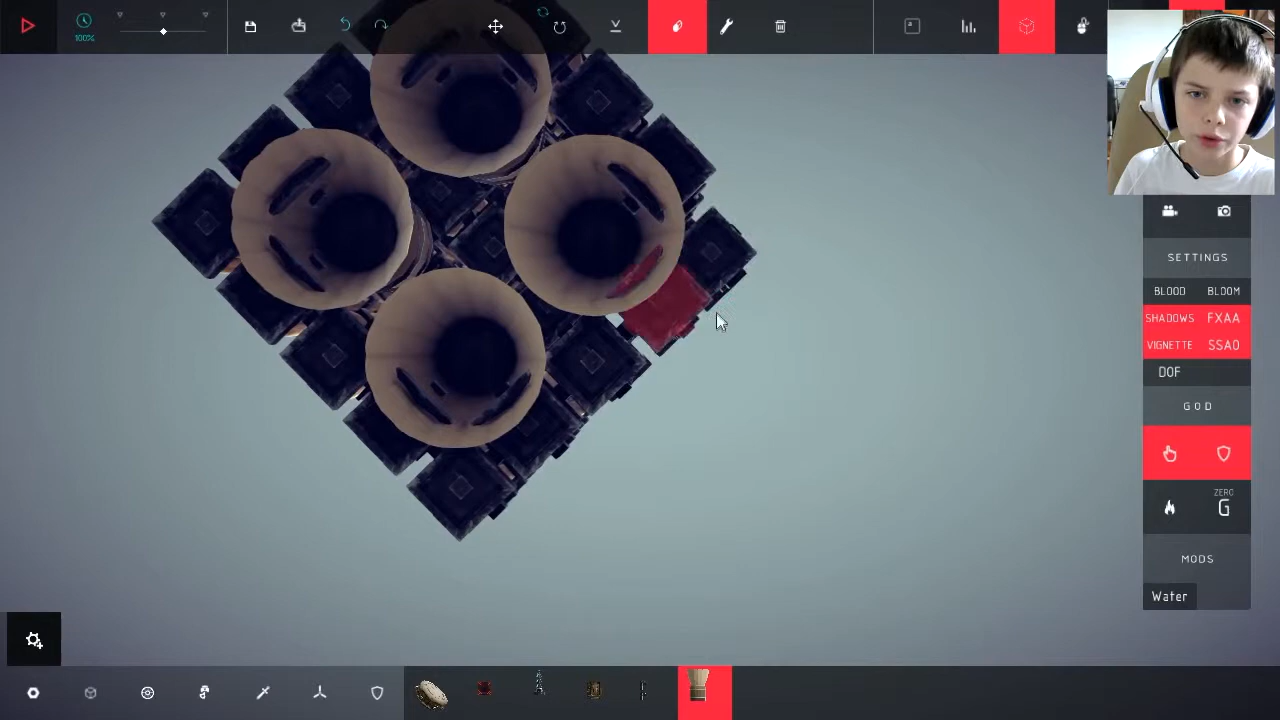 100%
SETTINGS
BLOOD BLOOM
SHADOWS FXAA
VIGNETTE SSAO
DOF
GOD
ZERO
G
MODS
Water